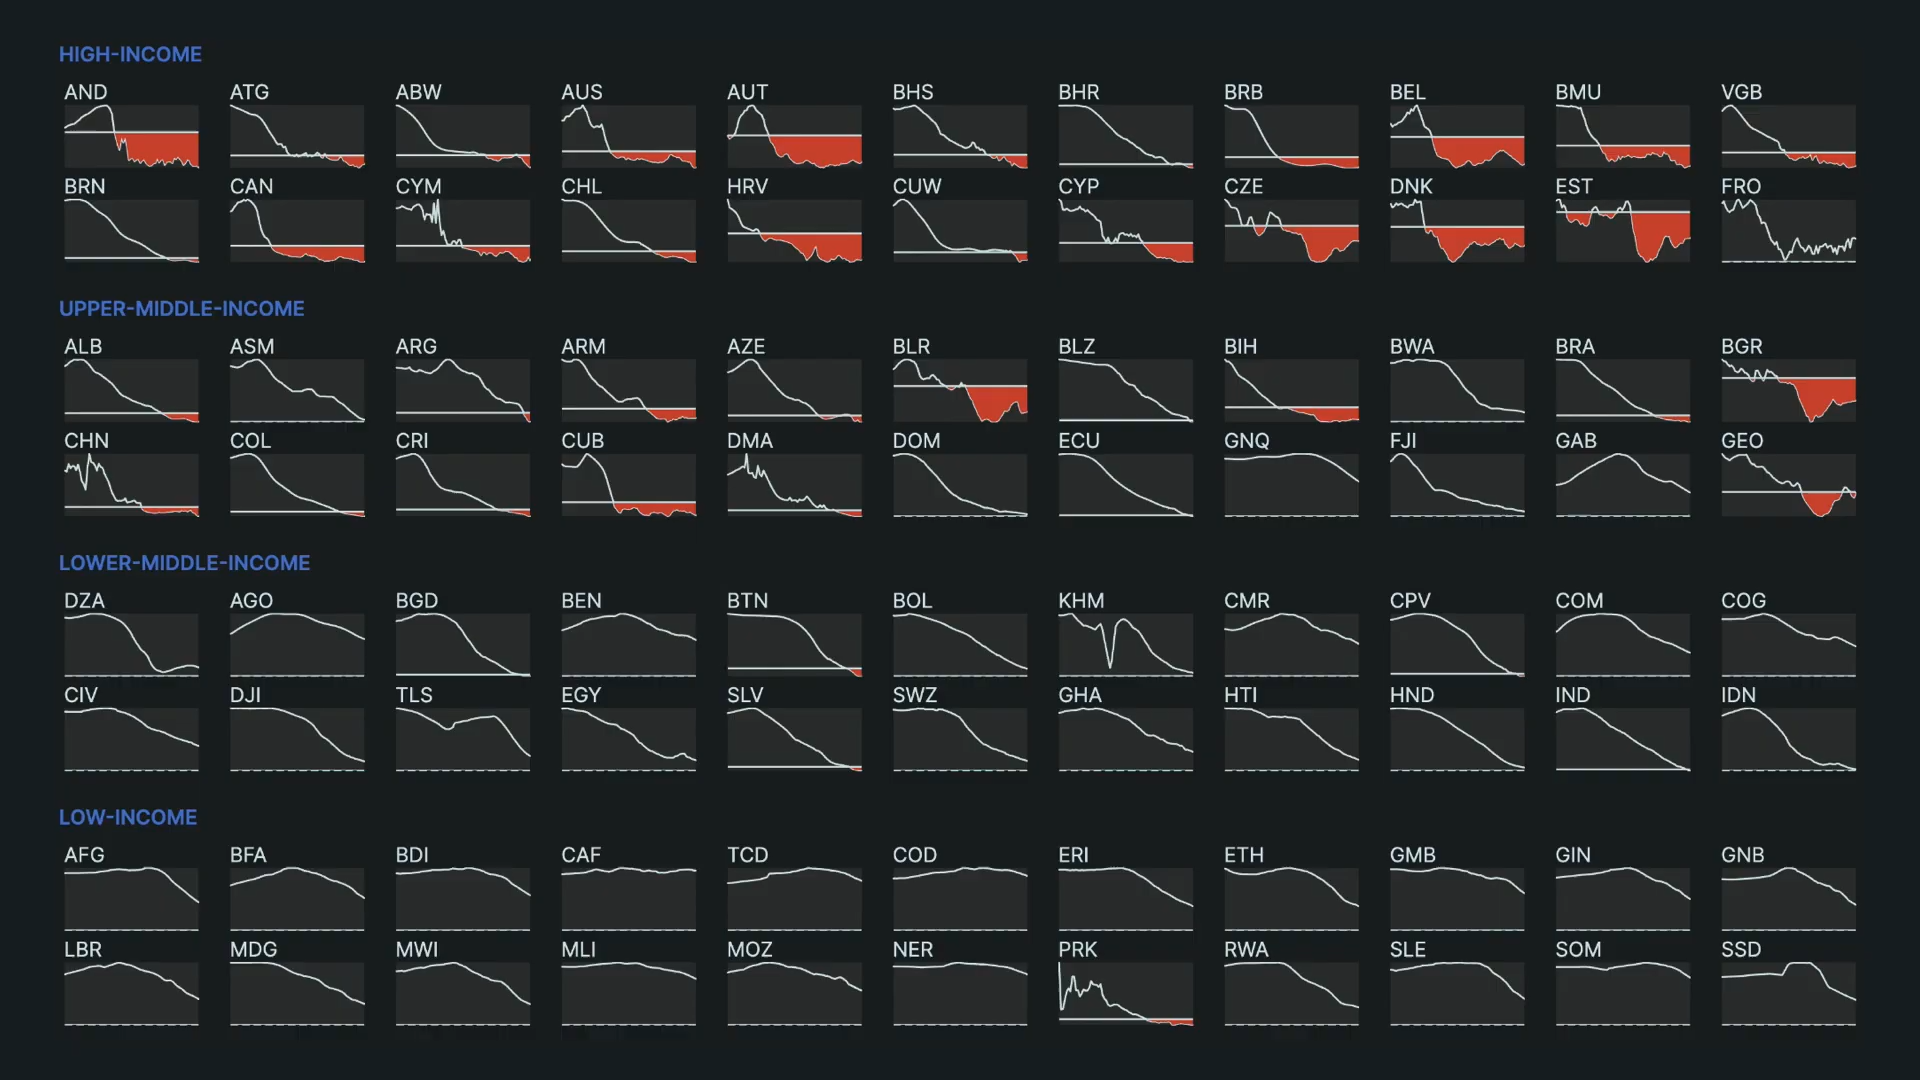 HIGH-INCOME
AND ATG ABW AUS AUT BHS BHR BRB BEL BMU VGB
BRN CAN CYM CHL HRV CUW CYP CZE DNK EST FRO
UPPER-MIDDLE-INCOME
ALB ASM ARG ARM AZE BLR BLZ BIH BWA BRA BGR
CHN COL CRI CUB DMA DOM ECU GNQ FJI GAB GEO
LOWER-MIDDLE-INCOME
DZA AGO BGD BEN BTN BOL KHM CMR CPV COM COG
CIV DJI TLS EGY SLV SWZ GHA HTI HND IND IDN
LOW-INCOME
AFG BFA BDI CAF TCD COD ERI ETH GMB GIN GNB
LBR MDG MWI MLI MOZ NER PRK RWA SLE SOM SSD